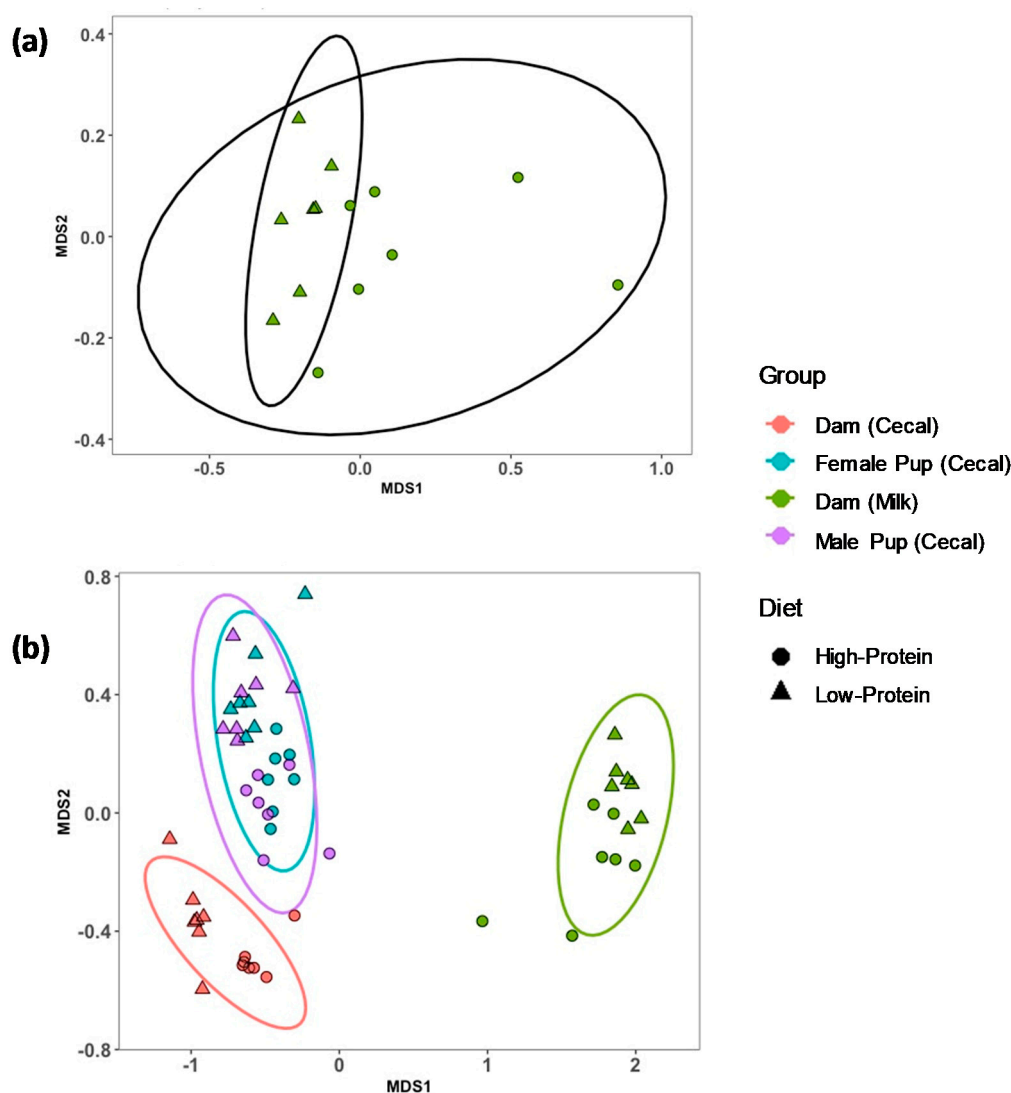 (a)
0.4
0.2
0.0
-0.2
-0.4
MDS2
-0.5
0.0
0.5
1.0
MDS1
Group
Dam (Cecal)
Female Pup (Cecal)
Dam (Milk)
Male Pup (Cecal)
Diet
High-Protein
Low-Protein
(b)
0.8
0.4
0.0
-0.4
-0.8
MDS2
-1
0
1
2
MDS1